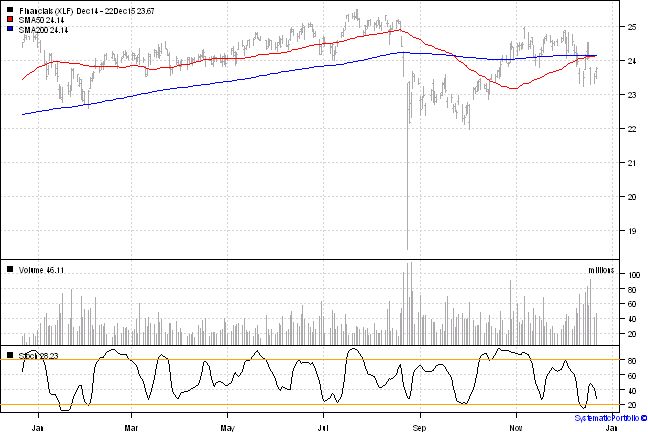 Financials (XLF) Dec14 - 22Dec15 23.67
SMA50 24.14
SMA200 24.14
25
24
23
22
21
20
19
Volume 46.11
millions
100
80
60
40
20
Stoch 28.23
80
60
40
20
Jan Mar May Jul Sep Nov Jan
SystematicPortfolio ©